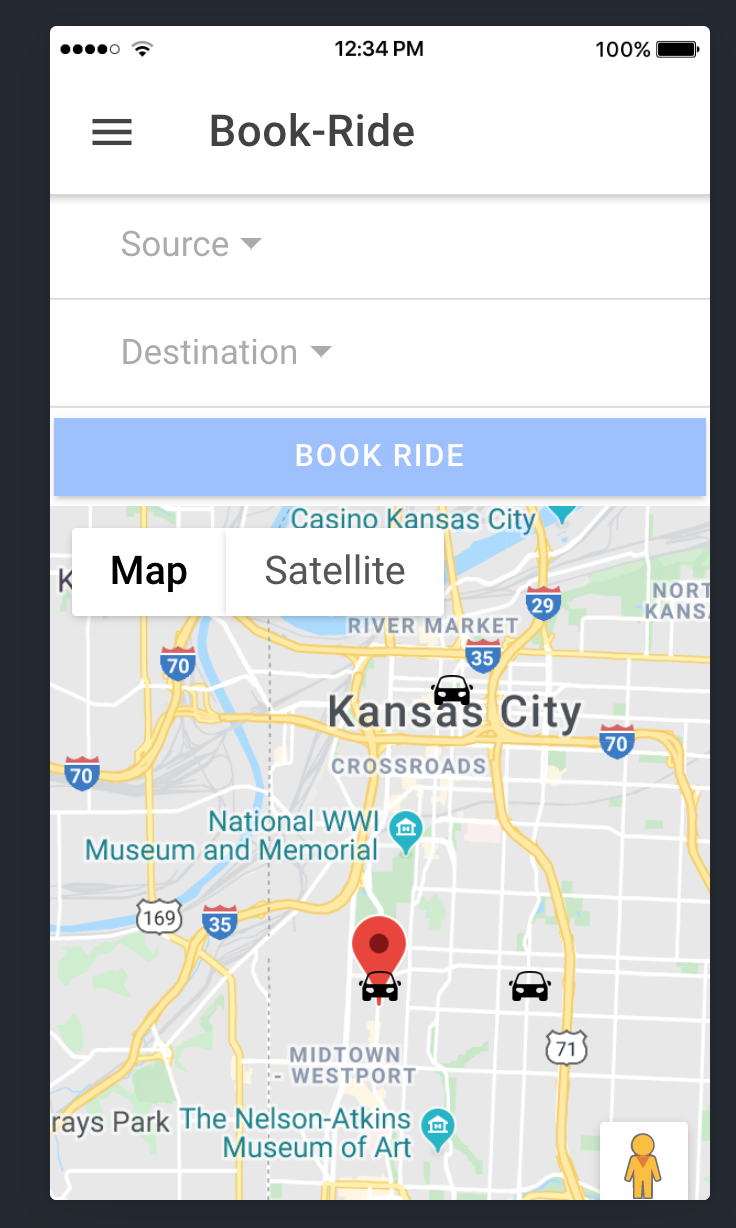 12:34 PM
100%
Book-Ride
Source
Destination
BOOK RIDE
Casino Kansas City
Map
Satellite
K
29
NORT
KANSA
RIVER MARKET
35
70
Kansas City
70
CROSSROADS
70
National WWI
Museum and Memorial
169
35
71
MIDTOWN
- WESTPORT
rays Park
The Nelson-Atkins
Museum of Art